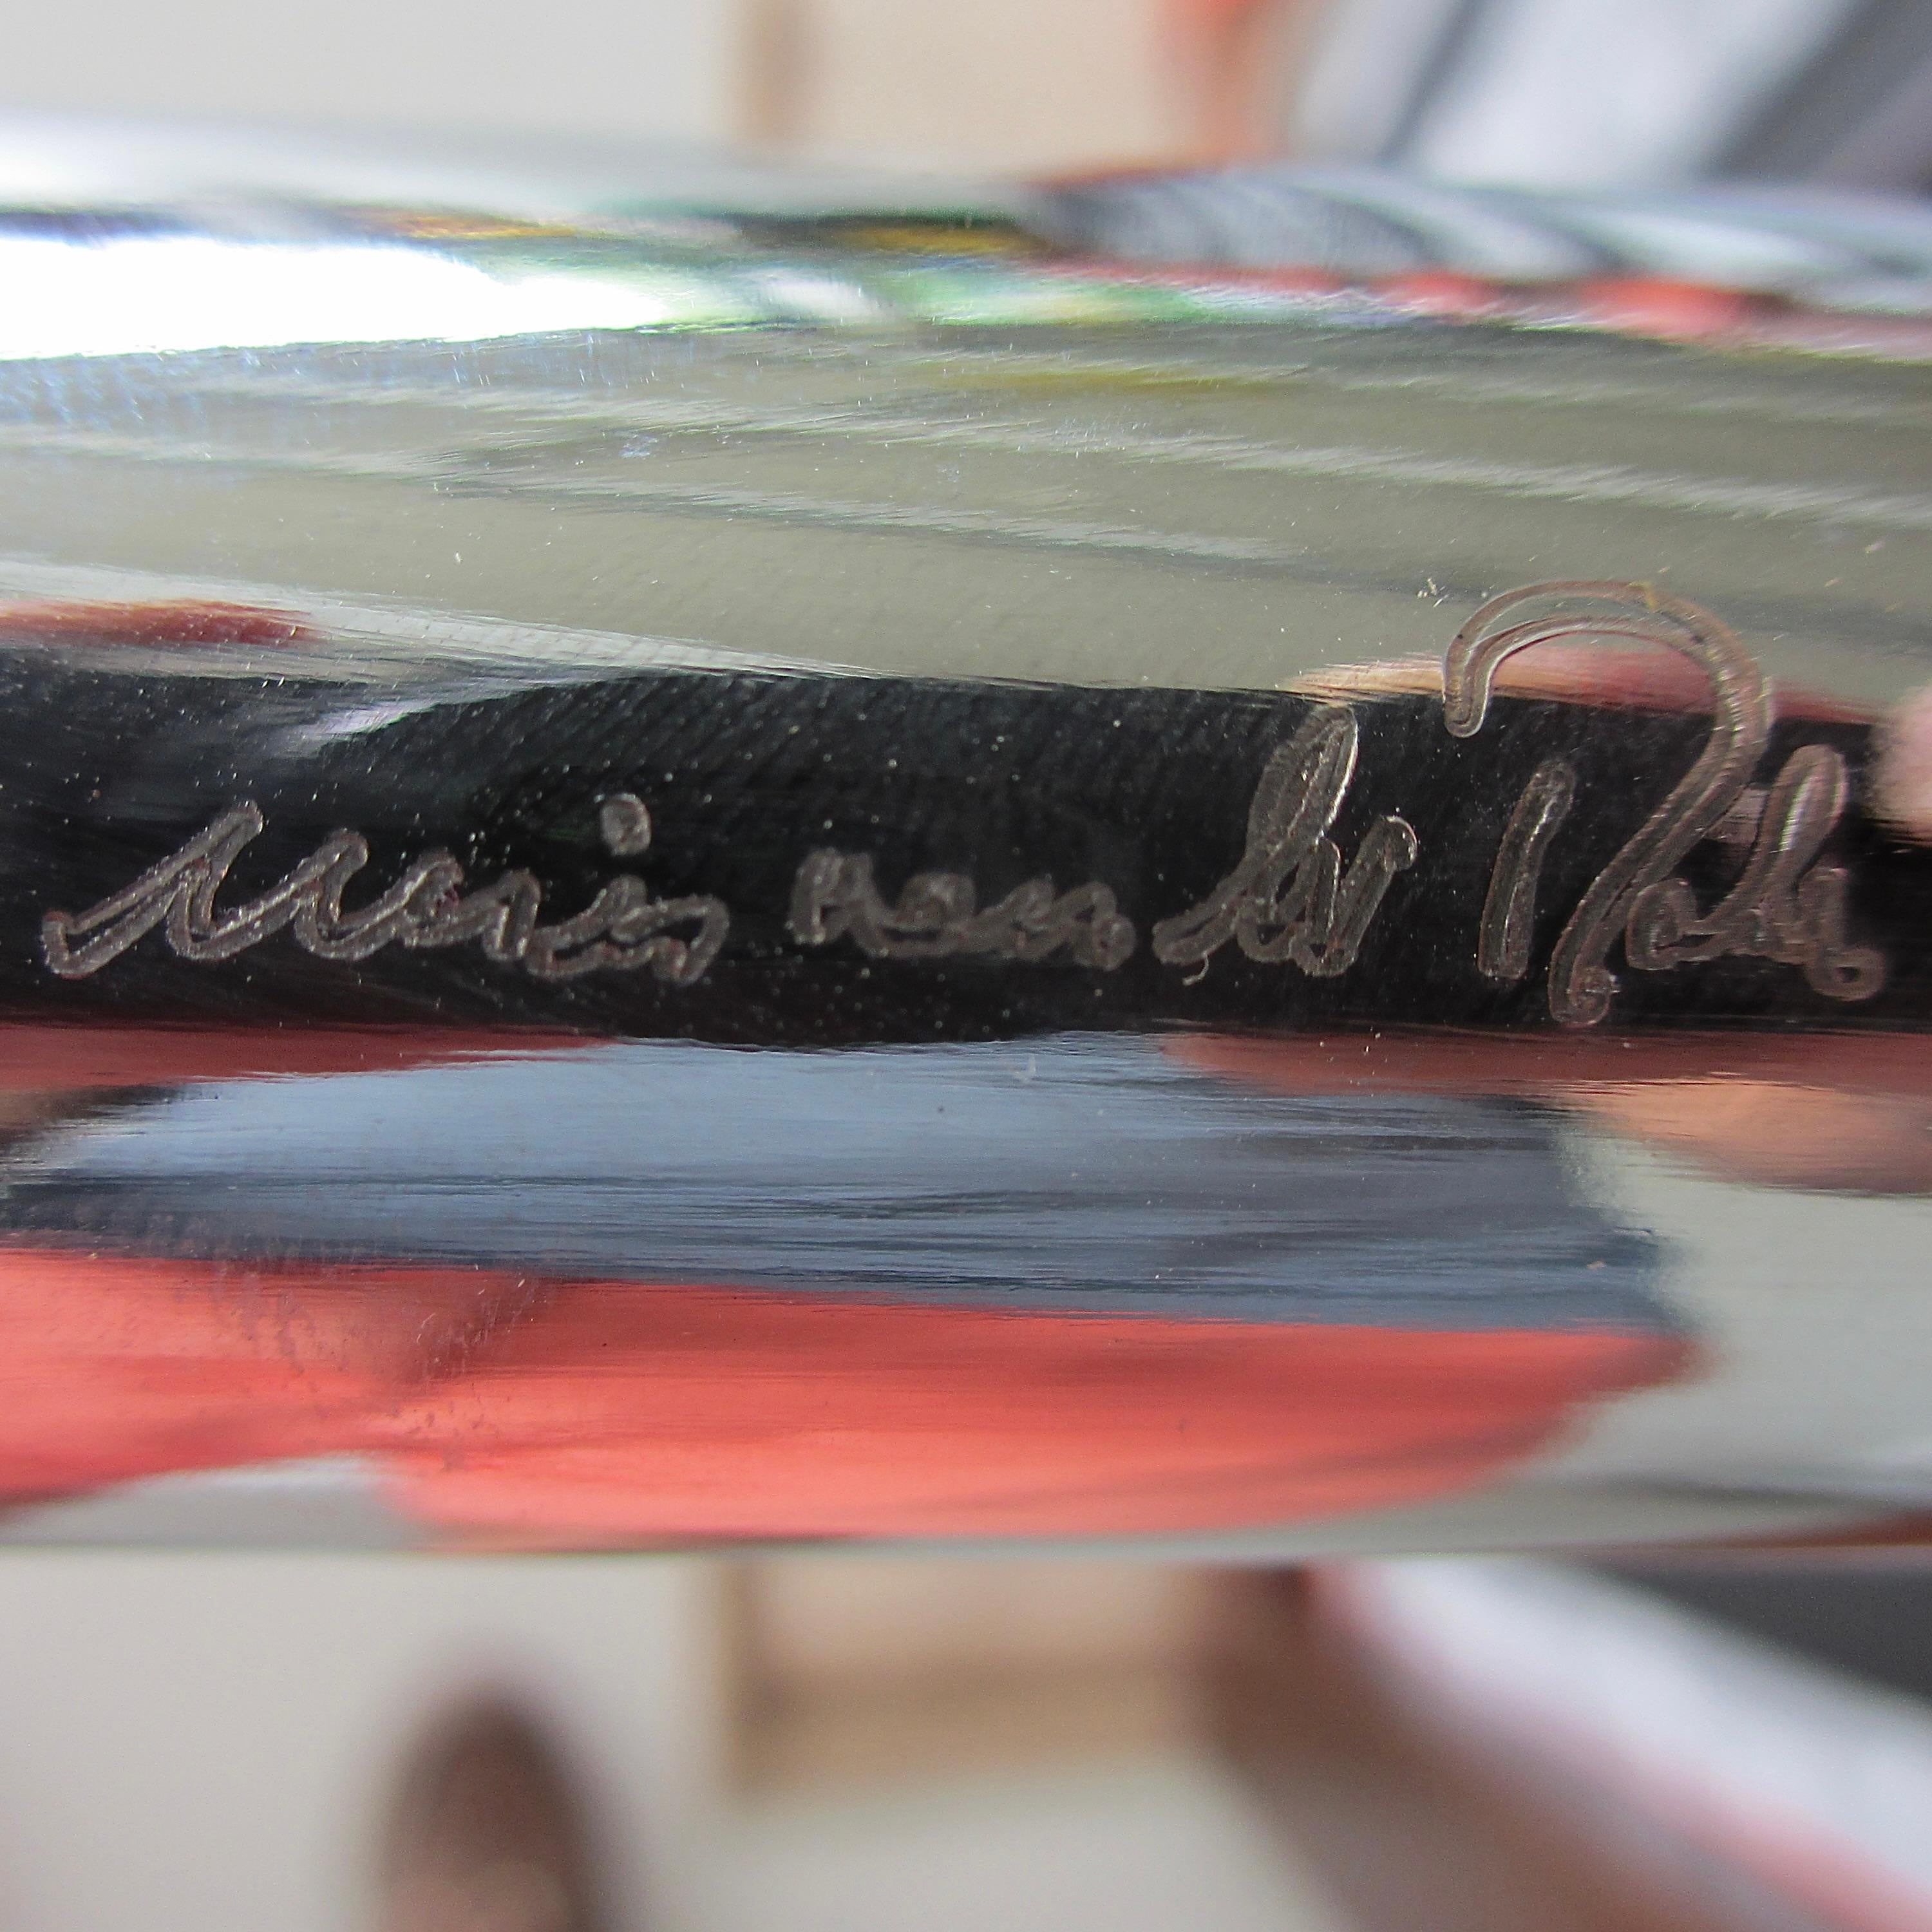 Mies van der Rohe